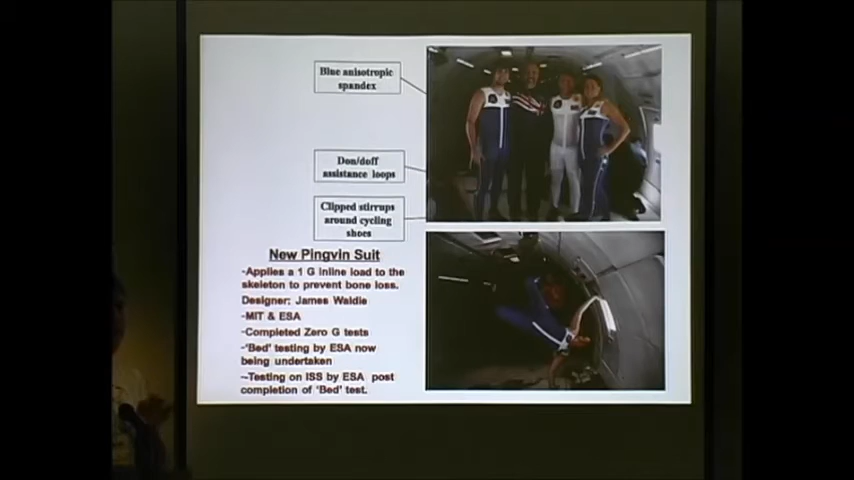 Blue anisotropic
spandex
Don/doff
assistance loops
Clipped stirrups
around cycling
shoes
New Pingvin Suit
-Applies a 1 G inline load to the
skeleton to prevent bone loss.
Designer: James Waldie
-MIT & ESA
-Completed Zero G tests
-'Bed' testing by ESA now
being undertaken
-Testing on ISS by ESA post
completion of 'Bed' test.